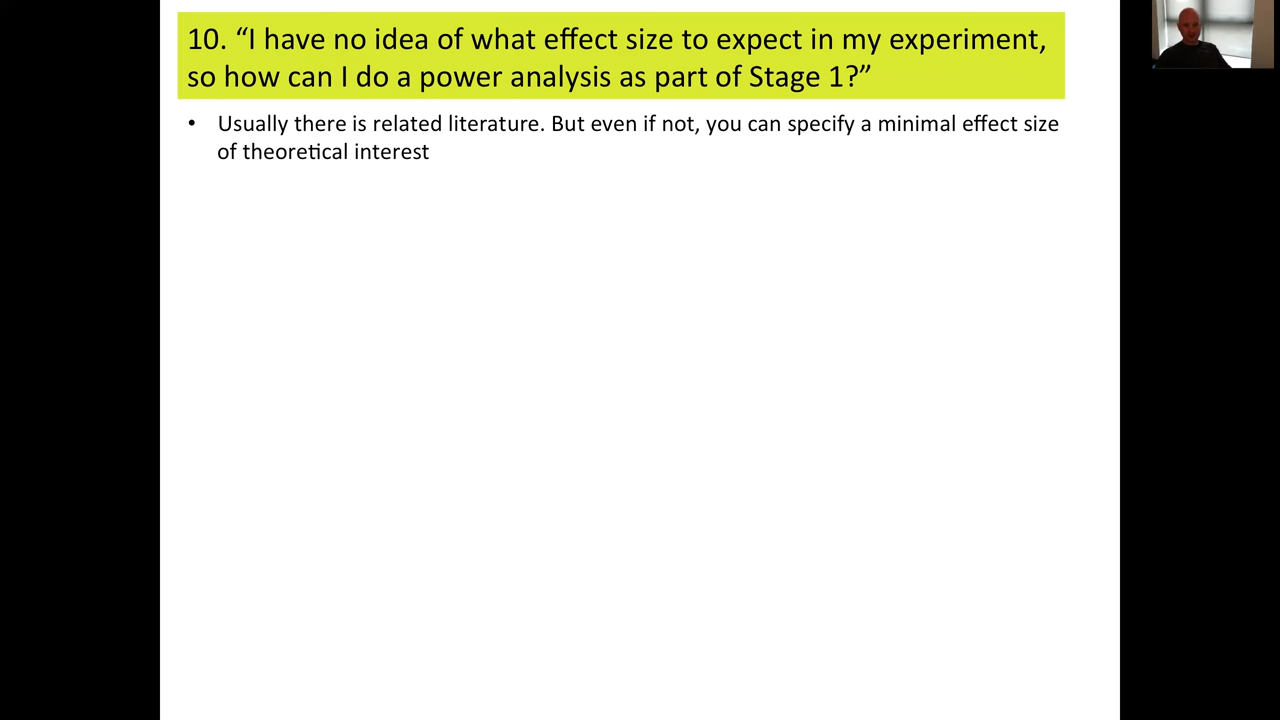 10. “I have no idea of what effect size to expect in my experiment,
so how can I do a power analysis as part of Stage 1?”
• Usually there is related literature. But even if not, you can specify a minimal effect size
of theoretical interest